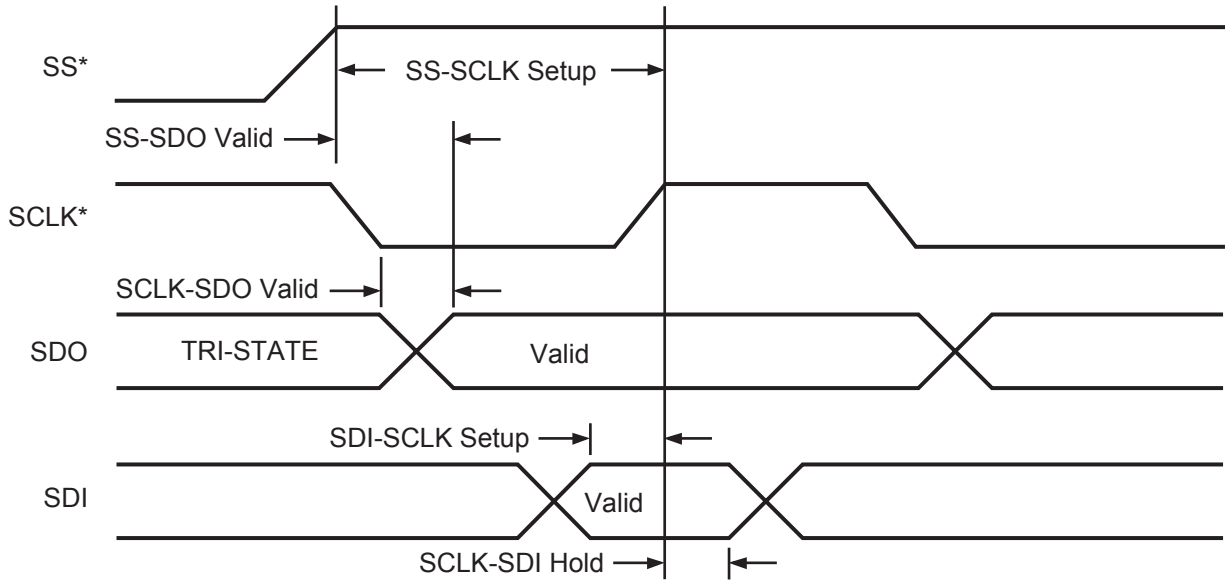 SS*
SS-SCLK Setup
SS-SDO Valid
SCLK*
SCLK-SDO Valid
SDO
TRI-STATE
Valid
SDI-SCLK Setup
SDI
Valid
SCLK-SDI Hold